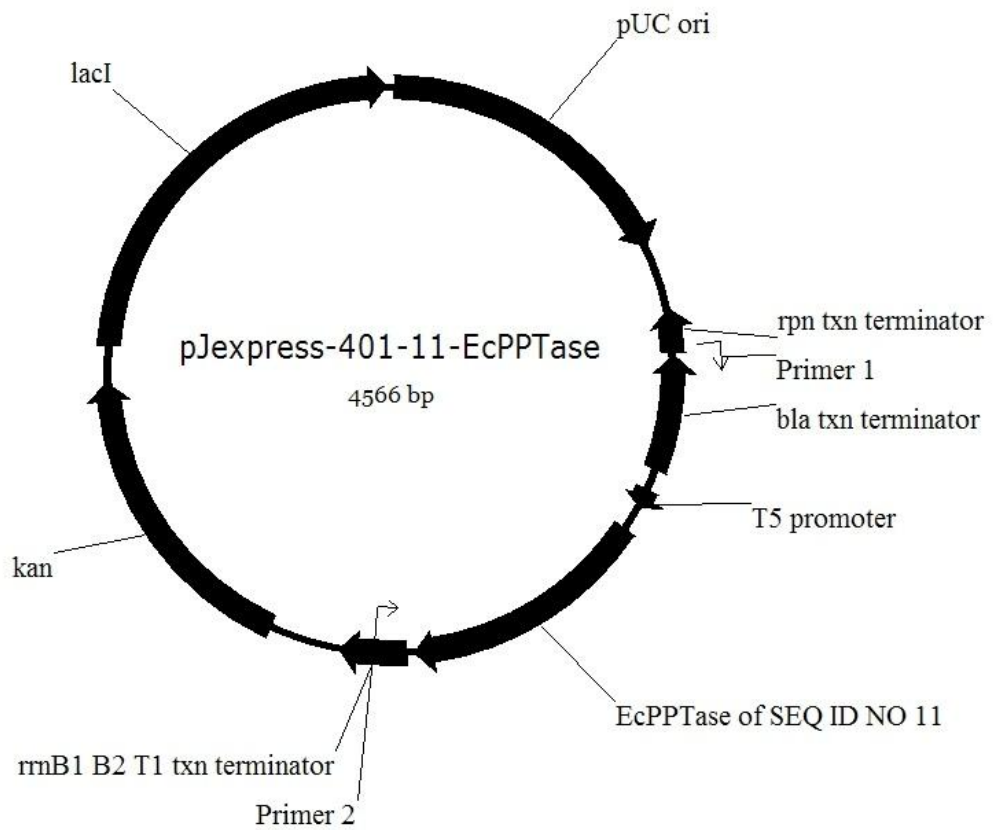 pUC ori
lacI
rpn txn terminator
pJexpress-401-11-EcPPTase
Primer 1
4566 bp
bla txn terminator
T5 promoter
kan
EcPPTase of SEQ ID NO 11
rrnB1 B2 T1 txn terminator
Primer 2